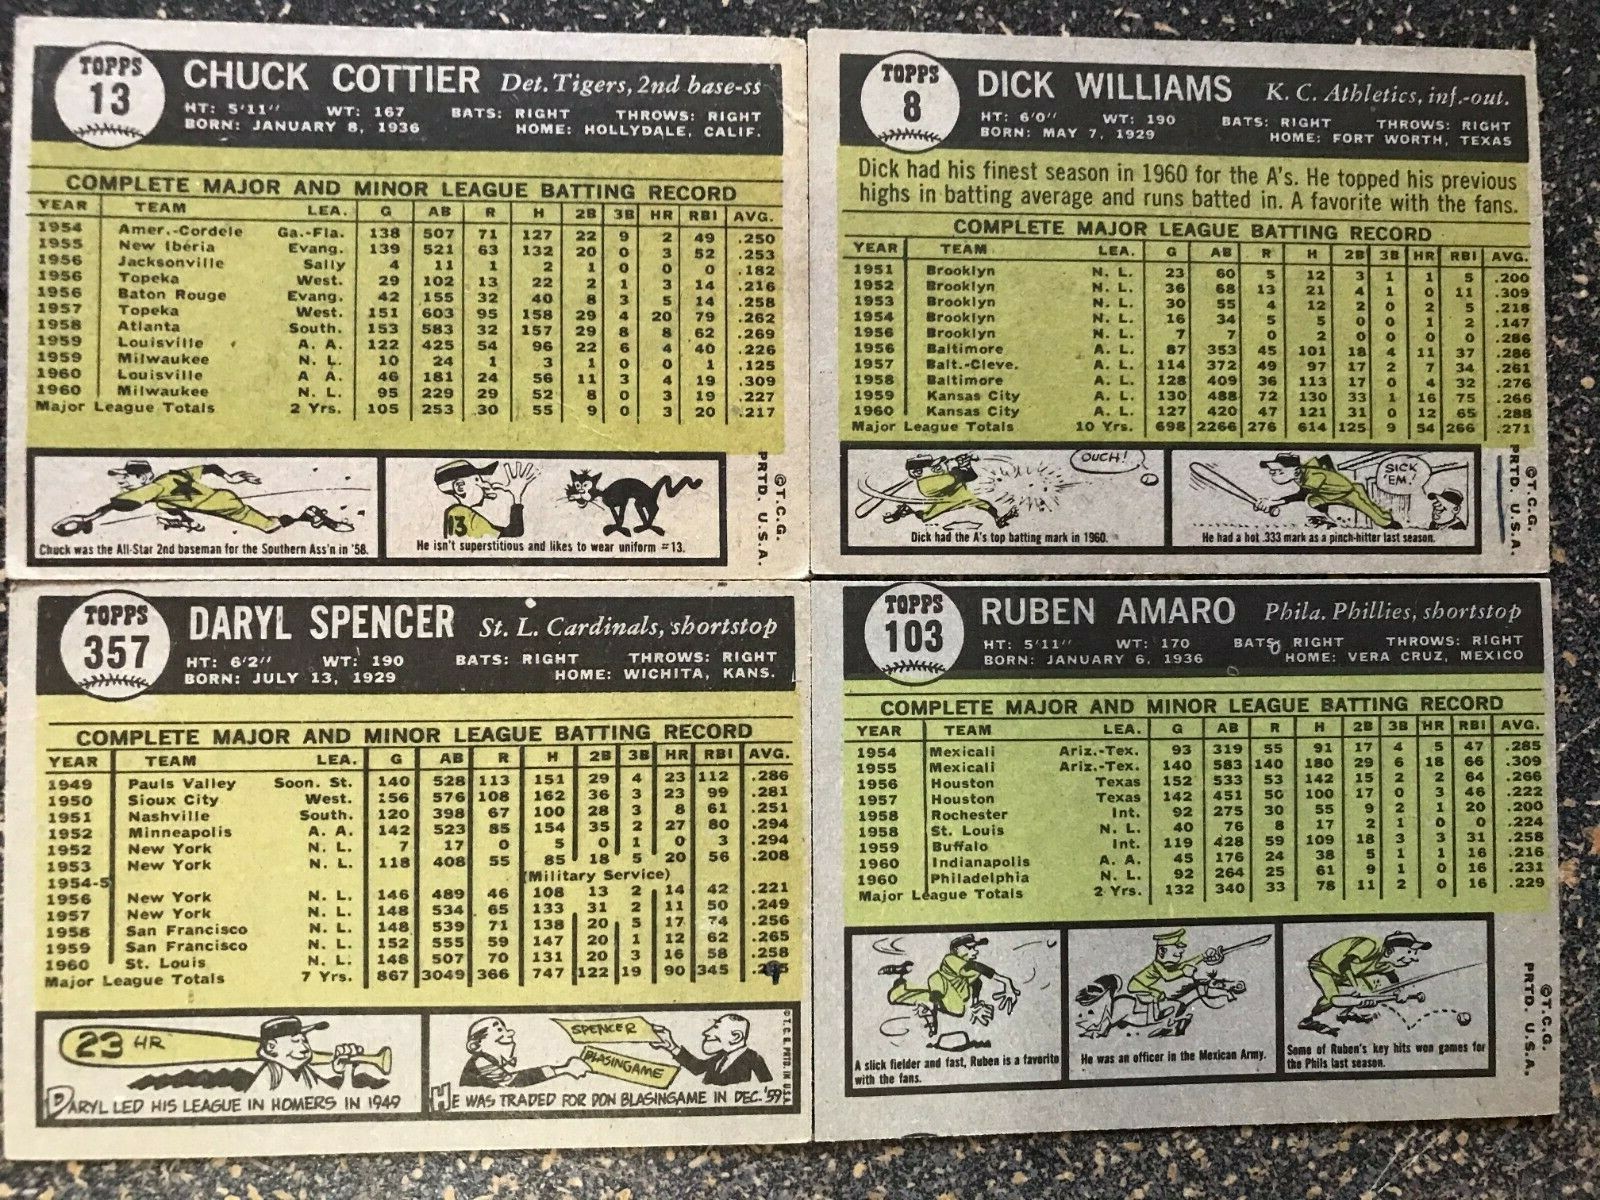 TOPPS
13
CHUCK COTTIER Det. Tigers, 2nd base-ss
HT: 5'11" WT: 167 BATS: RIGHT THROWS: RIGHT
BORN: JANUARY 8, 1936 HOME: HOLLYDALE, CALIF.
COMPLETE MAJOR AND MINOR LEAGUE BATTING RECORD
YEAR TEAM LEA. G AB R H 2B 3B HR RBI AVG.
1954 Amer.-Cordele Ga.-Fla. 138 507 71 127 22 9 2 49 .250
1955 New Iberia Evang. 139 521 63 132 20 0 3 52 .253
1956 Jacksonville Sally 4 11 1 2 1 0 0 0 .182
1956 Topeka West. 29 102 13 22 2 1 3 14 .216
1956 Baton Rouge Evang. 42 155 32 40 8 3 5 14 .258
1957 Topeka West. 151 603 95 158 29 4 20 79 .262
1958 Atlanta South. 153 583 32 157 29 8 8 62 .269
1959 Louisville A. A. 122 425 54 96 22 6 4 40 .226
1959 Milwaukee N. L. 10 24 1 3 1 0 0 1 .125
1960 Louisville A A. 46 181 24 56 11 3 4 19 .309
1960 Milwaukee N. L. 95 229 29 52 8 0 3 19 .227
Major League Totals 2 Yrs. 105 253 30 55 9 0 3 20 .217
13
Chuck was the All-Star 2nd baseman for the Southern Ass'n in '58.
He isn't superstitious and likes to wear uniform #13.
©T.C.G.
PRTD. U.S.A.
TOPPS
8
DICK WILLIAMS K. C. Athletics, inf.-out.
HT: 6'0" WT: 190 BATS: RIGHT THROWS: RIGHT
BORN: MAY 7, 1929 HOME: FORT WORTH, TEXAS
Dick had his finest season in 1960 for the A's. He topped his previous
highs in batting average and runs batted in. A favorite with the fans.
COMPLETE MAJOR LEAGUE BATTING RECORD
YEAR TEAM LEA. G AB R H 2B 3B HR RBI AVG.
1951 Brooklyn N. L. 23 60 5 12 3 1 1 5 .200
1952 Brooklyn N. L. 36 68 13 21 4 1 0 11 .309
1953 Brooklyn N. L. 30 55 4 12 2 0 2 5 .218
1954 Brooklyn N. L. 16 34 5 5 0 0 1 2 .147
1956 Brooklyn N. L. 7 7 0 2 0 0 0 0 .286
1956 Baltimore A. L. 87 353 45 101 18 4 11 37 .286
1957 Balt.-Cleve. A. L. 114 372 49 97 17 2 7 34 .261
1958 Baltimore A. L. 128 409 36 113 17 0 4 32 .276
1959 Kansas City A. L. 130 488 72 130 33 1 16 75 .266
1960 Kansas City A. L. 127 420 47 121 31 0 12 65 .288
Major League Totals 10 Yrs. 698 2266 276 614 125 9 54 266 .271
OUCH!
SICK 'EM.
Dick had the A's top batting mark in 1960.
He had a hot .333 mark as a pinch-hitter last season.
©T.C.G.
PRTD. U.S.A.
TOPPS
357
DARYL SPENCER St. L. Cardinals, shortstop
HT: 6'2" WT: 190 BATS: RIGHT THROWS: RIGHT
BORN: JULY 13, 1929 HOME: WICHITA, KANS.
COMPLETE MAJOR AND MINOR LEAGUE BATTING RECORD
YEAR TEAM LEA. G AB R H 2B 3B HR RBI AVG.
1949 Pauls Valley Soon. St. 140 528 113 151 29 4 23 112 .286
1950 Sioux City West. 156 576 108 162 36 3 23 99 .281
1951 Nashville South. 120 398 67 100 28 3 8 61 .251
1952 Minneapolis A. A. 142 523 85 154 35 2 27 80 .294
1952 New York N. L. 7 17 0 5 0 1 0 3 .294
1953 New York N. L. 118 408 55 85 18 5 20 56 .208
1954-5 (Military Service)
1956 New York N. L. 146 489 46 108 13 2 14 42 .221
1957 New York N. L. 148 534 65 133 31 2 11 50 .249
1958 San Francisco N. L. 148 539 71 138 20 5 17 74 .256
1959 San Francisco N. L. 152 555 59 147 20 1 12 62 .265
1960 St. Louis N. L. 148 507 70 131 20 3 16 58 .258
Major League Totals 7 Yrs. 867 3049 366 747 122 19 90 345
23 HR
SPENCER
BLASINGAME
DARYL LED HIS LEAGUE IN HOMERS IN 1949
HE WAS TRADED FOR DON BLASINGAME IN DEC. '59
©T.C.G. PRTD. IN U.S.A.
TOPPS
103
RUBEN AMARO Phila. Phillies, shortstop
HT: 5'11" WT: 170 BATS: RIGHT THROWS: RIGHT
BORN: JANUARY 6, 1936 HOME: VERA CRUZ, MEXICO
COMPLETE MAJOR AND MINOR LEAGUE BATTING RECORD
YEAR TEAM LEA. G AB R H 2B 3B HR RBI AVG.
1954 Mexicali Ariz.-Tex. 93 319 55 91 17 4 5 47 .285
1955 Mexicali Ariz.-Tex. 140 583 140 180 29 6 18 66 .309
1956 Houston Texas 152 533 53 142 15 2 2 64 .266
1957 Houston Texas 142 451 50 100 17 0 3 46 .222
1958 Rochester Int. 92 275 30 55 9 2 1 20 .200
1958 St. Louis N. L. 40 76 8 17 2 1 0 0 .224
1959 Buffalo Int. 119 428 59 109 18 3 3 31 .258
1960 Indianapolis A. A. 45 176 24 38 5 1 1 16 .216
1960 Philadelphia N. L. 92 264 25 61 9 1 0 16 .231
Major League Totals 2 Yrs. 132 340 33 78 11 2 0 16 .229
A slick fielder and fast, Ruben is a favorite
with the fans.
He was an officer in the Mexican Army.
Some of Ruben's key hits won games for
the Phils last season.
©T.C.G.
PRTD. U.S.A.